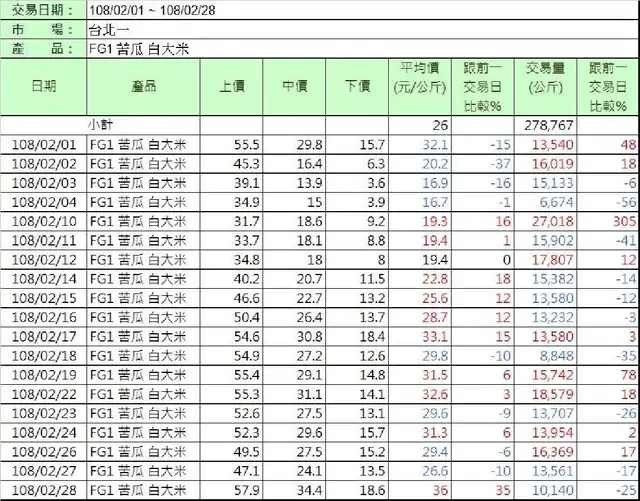 交易日期： 108/02/01 ~ 108/02/28
市　場： 台北一
產　品： FG1 苦瓜 白大米
日期 產品 上價 中價 下價 平均價(元/公斤) 跟前一交易日比較% 交易量(公斤) 跟前一交易日比較%
小計 26 278,767
108/02/01 FG1 苦瓜 白大米 55.5 29.8 15.7 32.1 -15 13,540 48
108/02/02 FG1 苦瓜 白大米 45.3 16.4 6.3 20.2 -37 16,019 18
108/02/03 FG1 苦瓜 白大米 39.1 13.9 3.6 16.9 -16 15,133 -6
108/02/04 FG1 苦瓜 白大米 34.9 15 3.9 16.7 -1 6,674 -56
108/02/10 FG1 苦瓜 白大米 31.7 18.6 9.2 19.3 16 27,018 305
108/02/11 FG1 苦瓜 白大米 33.7 18.1 8.8 19.4 1 15,902 -41
108/02/12 FG1 苦瓜 白大米 34.8 18 8 19.4 0 17,807 12
108/02/14 FG1 苦瓜 白大米 40.2 20.7 11.5 22.8 18 15,382 -14
108/02/15 FG1 苦瓜 白大米 46.6 22.7 13.2 25.6 12 13,580 -12
108/02/16 FG1 苦瓜 白大米 50.4 26.4 13.7 28.7 12 13,232 -3
108/02/17 FG1 苦瓜 白大米 54.6 30.8 18.4 33.1 15 13,580 3
108/02/18 FG1 苦瓜 白大米 54.9 27.2 12.6 29.8 -10 8,848 -35
108/02/19 FG1 苦瓜 白大米 55.4 29.1 14.8 31.5 6 15,742 78
108/02/22 FG1 苦瓜 白大米 55.3 31.1 14.1 32.6 3 18,579 18
108/02/23 FG1 苦瓜 白大米 52.6 27.5 13.1 29.6 -9 13,707 -26
108/02/24 FG1 苦瓜 白大米 52.3 29.6 15.7 31.3 6 13,954 2
108/02/26 FG1 苦瓜 白大米 49.5 27.5 15.2 29.4 -6 16,369 17
108/02/27 FG1 苦瓜 白大米 47.1 24.1 13.5 26.6 -10 13,561 -17
108/02/28 FG1 苦瓜 白大米 57.9 34.4 18.6 36 35 10,140 -25